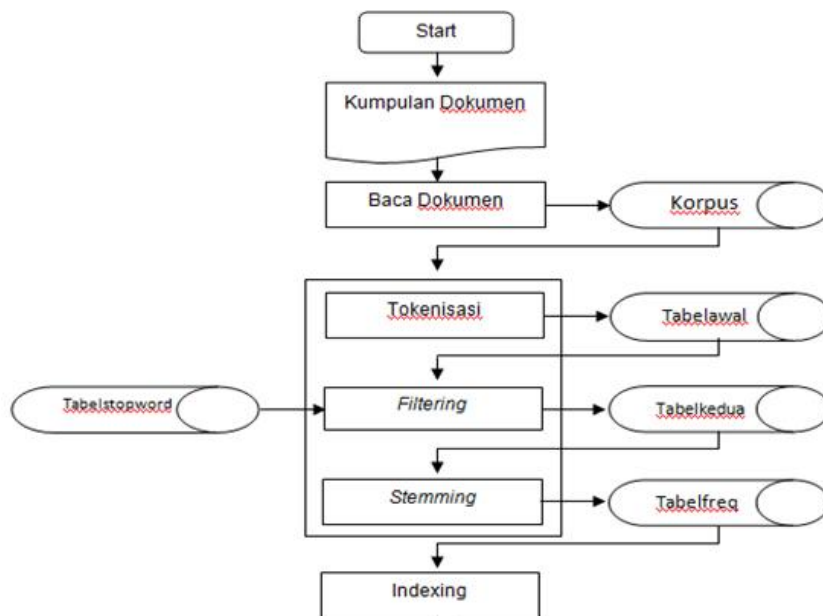 Start
Kumpulan Dokumen
Baca Dokumen
Korpus
Tokenisasi
Tabelawal
Tabelstopword
Filtering
Tabelkedua
Stemming
Tabelfreq
Indexing